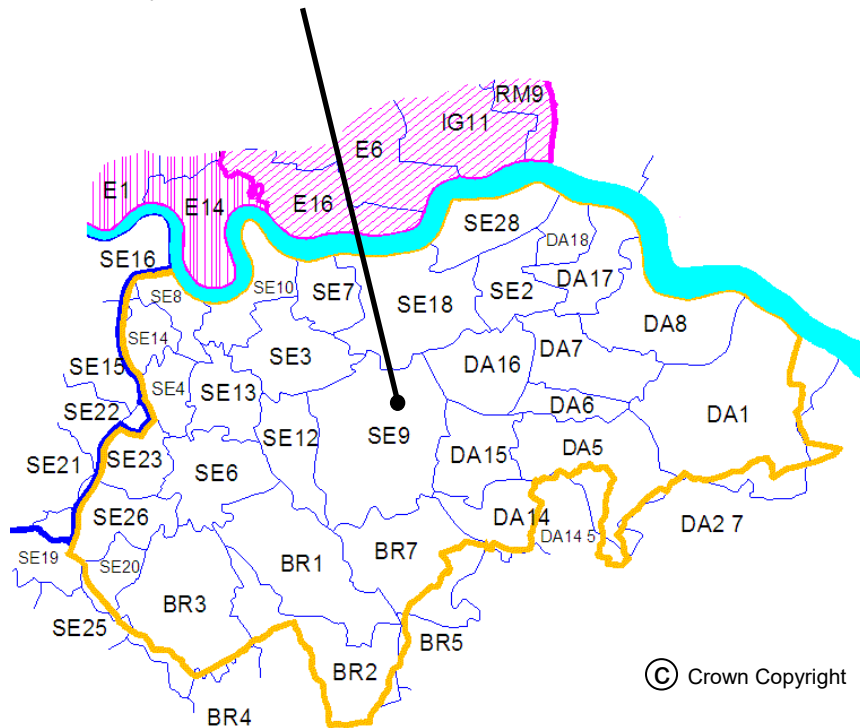 RM9
IG11
E6
E1
E14
E16
SE28
DA18
SE16
SE8
SE10
SE7
SE18
SE2
DA17
SE14
DA8
SE3
DA7
SE15
SE4
SE13
DA16
SE22
DA6
DA1
SE12
SE9
SE21
SE23
SE6
DA15
DA5
SE26
DA14
DA2 7
DA14 5
SE19
SE20
BR1
BR7
BR3
SE25
BR5
BR2
BR4
© Crown Copyright